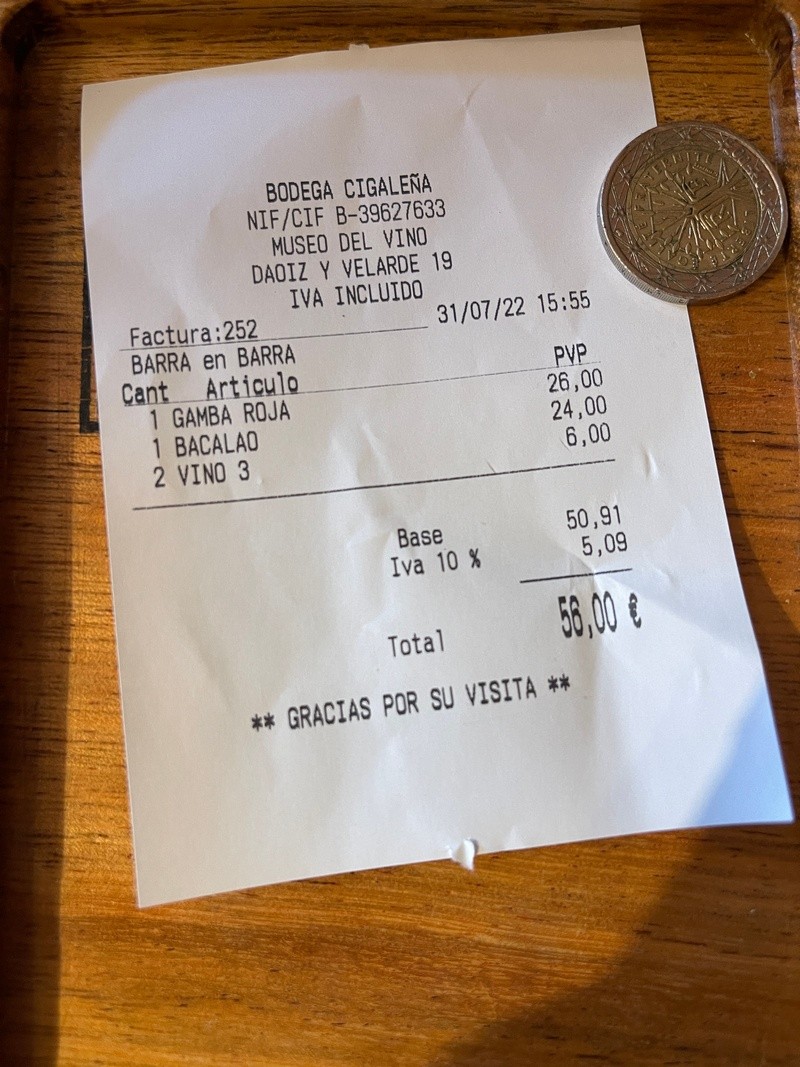 BODEGA CIGALEÑA
NIF/CIF B-39627633
MUSEO DEL VINO
DAOIZ Y VELARDE 19
IVA INCLUIDO
Factura:252 31/07/22 15:55
BARRA en BARRA
Cant Articulo PVP
1 GAMBA ROJA 26,00
1 BACALAO 24,00
2 VINO 3 6,00
Base 50,91
Iva 10 % 5,09
Total 56,00 €
** GRACIAS POR SU VISITA **